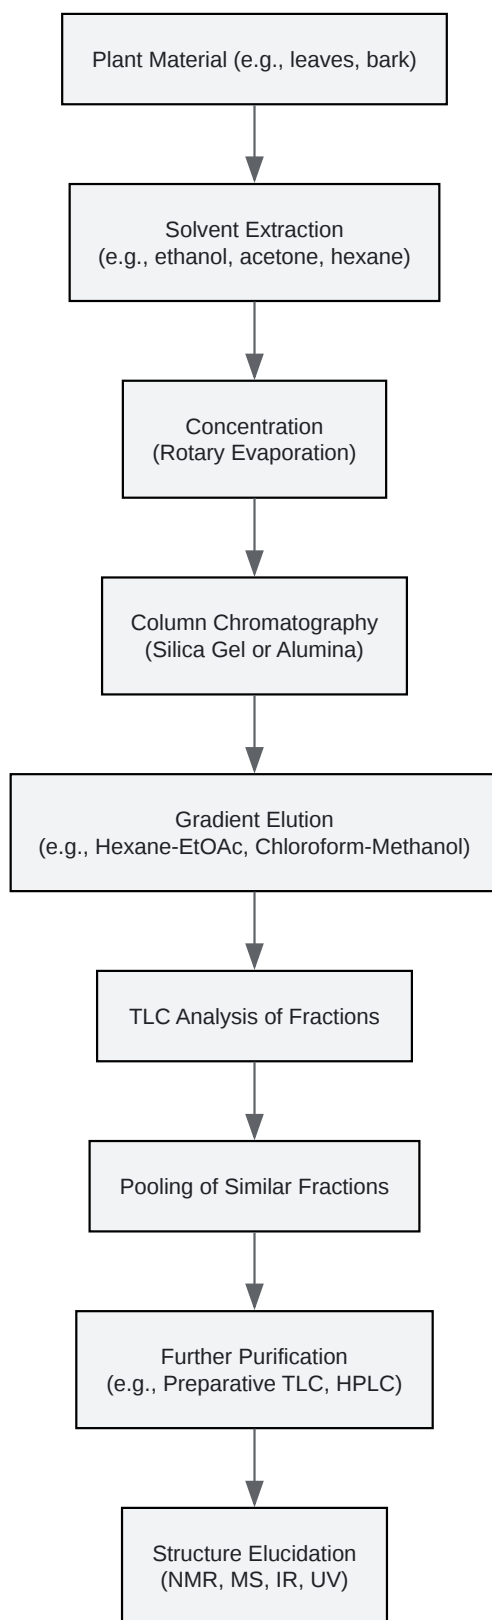 Plant Material (e.g., leaves, bark)
Solvent Extraction
(e.g., ethanol, acetone, hexane)
Concentration
(Rotary Evaporation)
Column Chromatography
(Silica Gel or Alumina)
Gradient Elution
(e.g., Hexane-EtOAc, Chloroform-Methanol)
TLC Analysis of Fractions
Pooling of Similar Fractions
Further Purification
(e.g., Preparative TLC, HPLC)
Structure Elucidation
(NMR, MS, IR, UV)